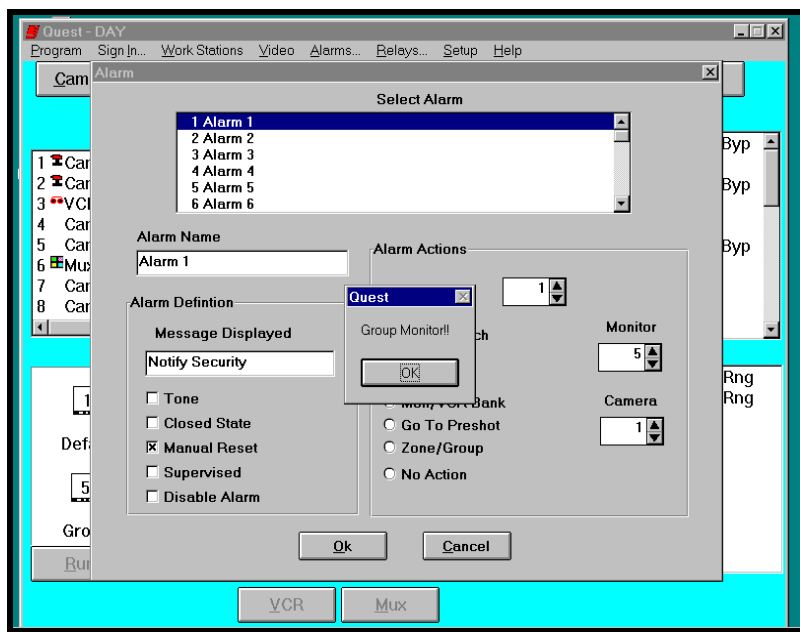 Quest - DAY
Program Sign In... Work Stations Video Alarms... Relays... Setup Help
Cam
Alarm
Select Alarm
1 Alarm 1
2 Alarm 2
3 Alarm 3
4 Alarm 4
5 Alarm 5
6 Alarm 6
1 Car
2 Car
3 VCI
4 Car
5 Car
6 Mux
7 Car
8 Car
Byp
Byp
Byp
Alarm Name
Alarm 1
Alarm Defintion
Message Displayed
Notify Security
Tone
Closed State
Manual Reset
Supervised
Disable Alarm
Alarm Actions
1
Quest
Group Monitor!!
OK
Monitor
5
Camera
1
Bank
Go To Preshot
Zone/Group
No Action
Ok
Cancel
1
Def
5
Gro
Rur
Rng
Rng
VCR
Mux